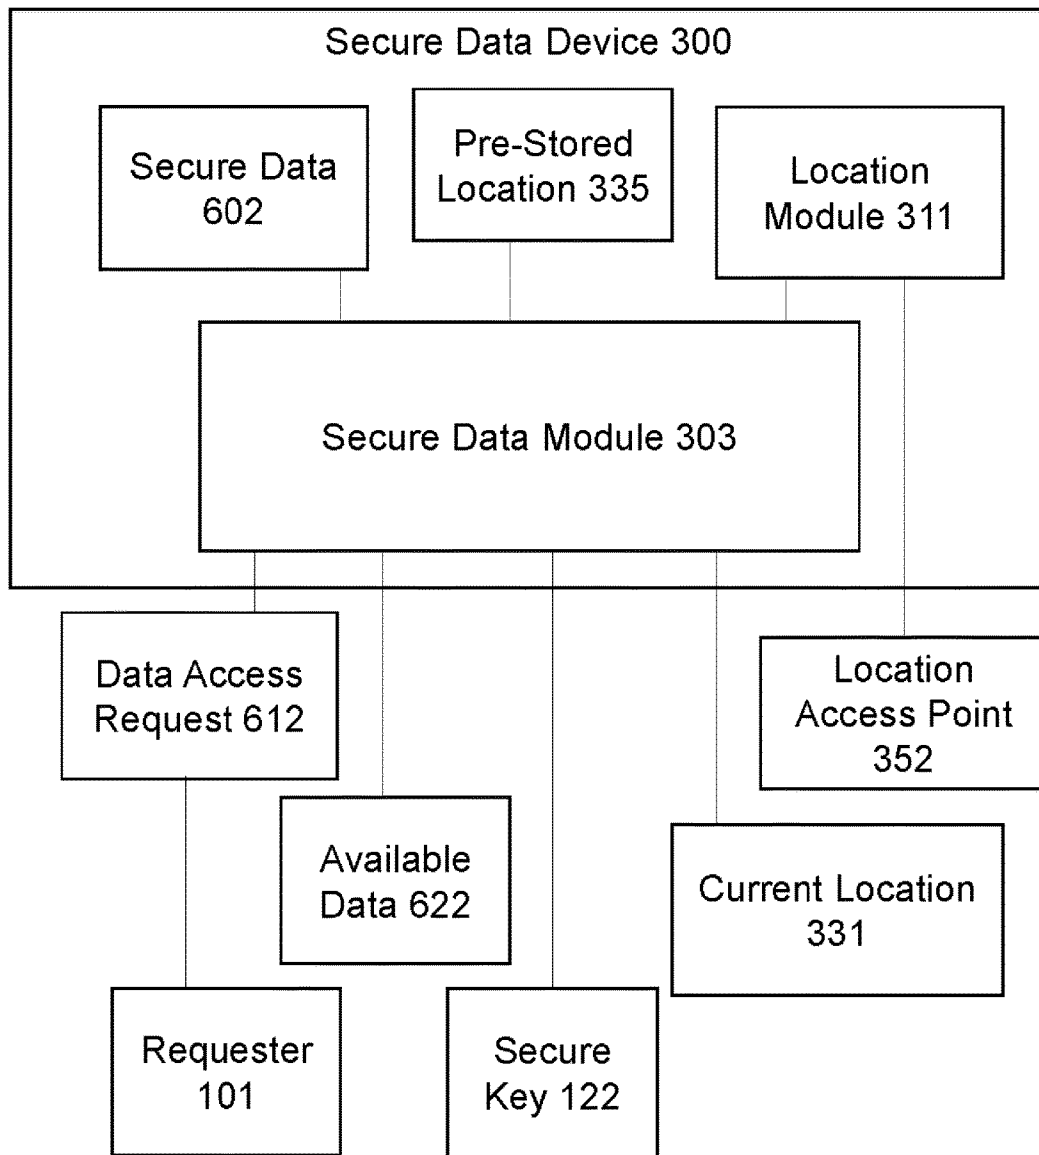 Secure Data Device 300
Secure Data
602
Pre-Stored
Location 335
Location
Module 311
Secure Data Module 303
Data Access
Request 612
Location
Access Point
352
Available
Data 622
Current Location
331
Requester
101
Secure
Key 122